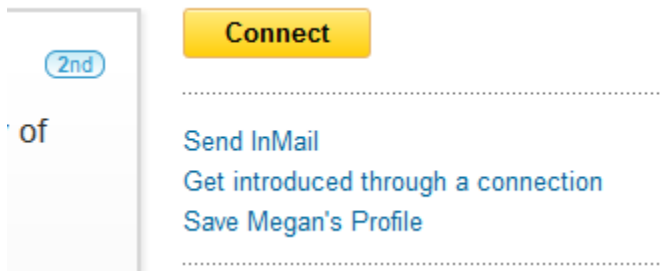 Connect
2nd
of
Send InMail
Get introduced through a connection
Save Megan's Profile